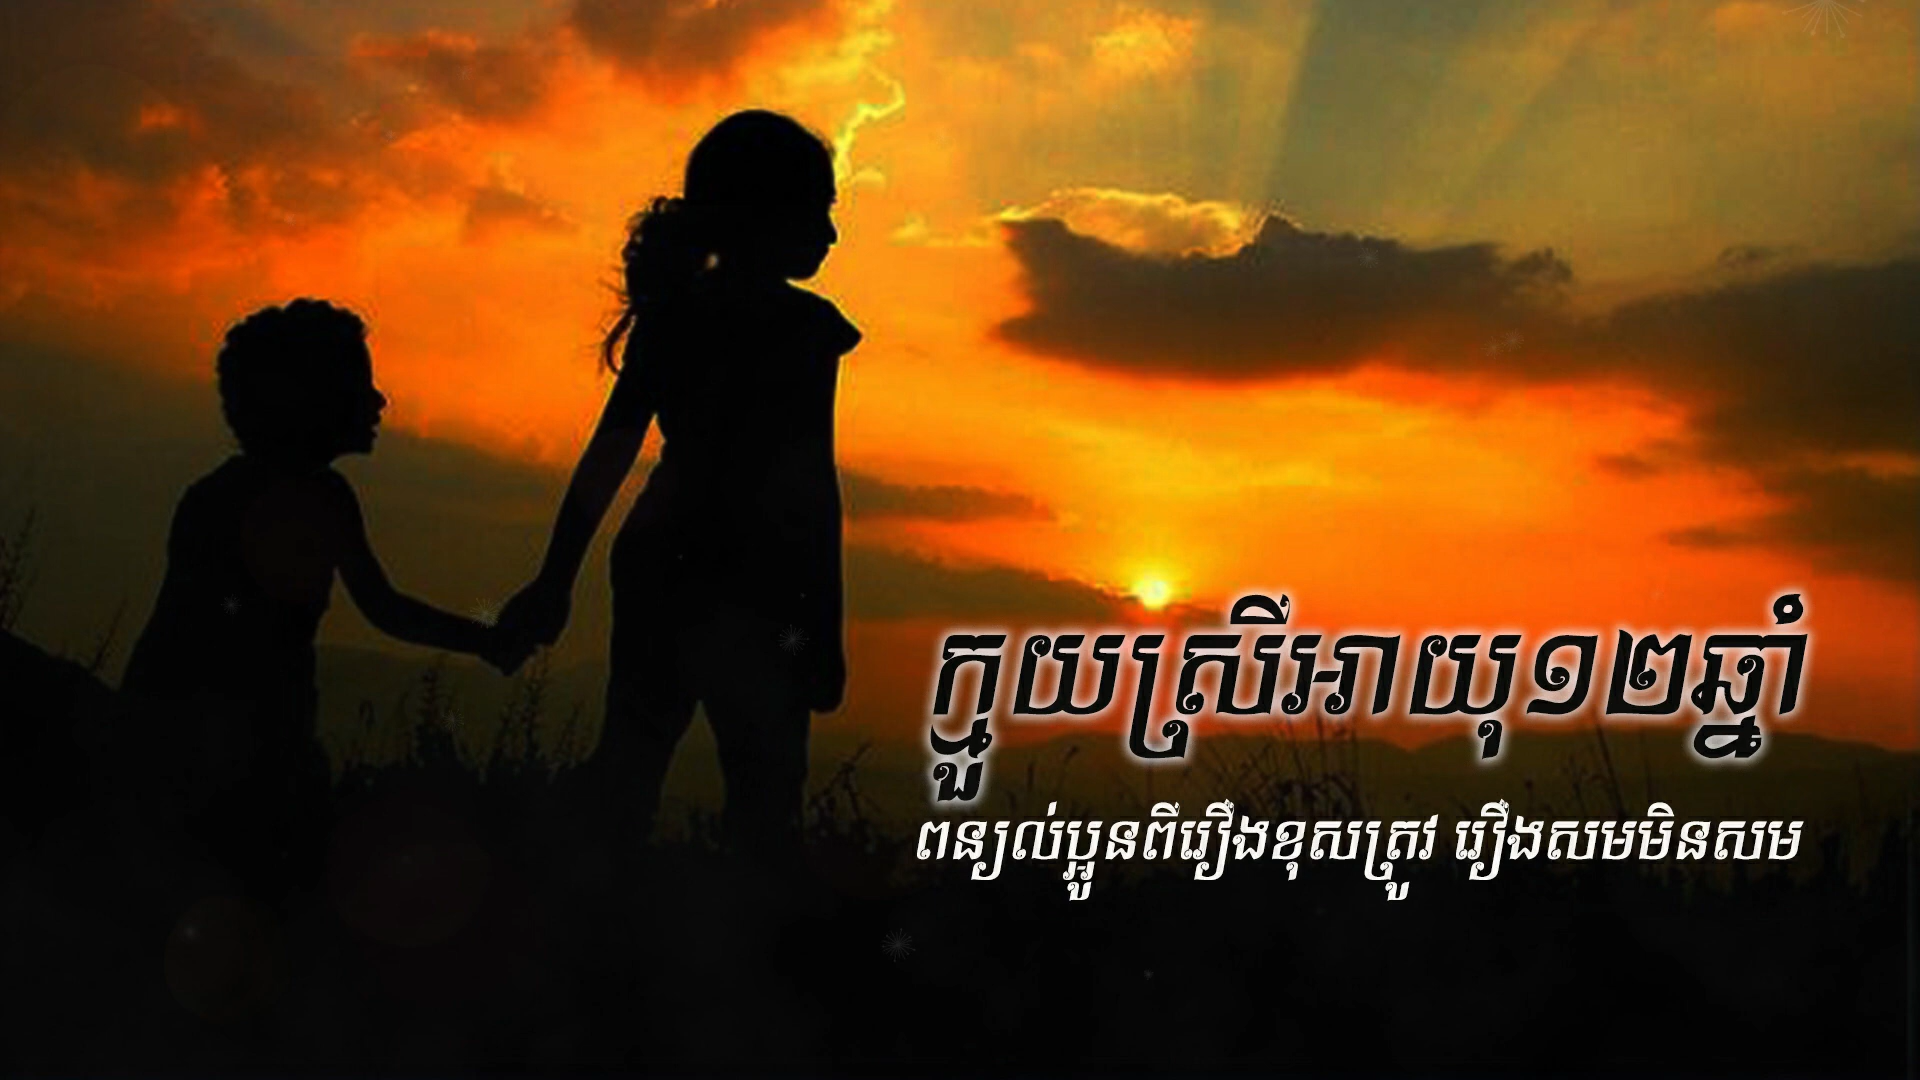 ក្មួយស្រីអាយុ១២ឆ្នាំ
ពន្យល់ប្អូនពីរឿងខុសត្រូវ រឿងសមមិនសម